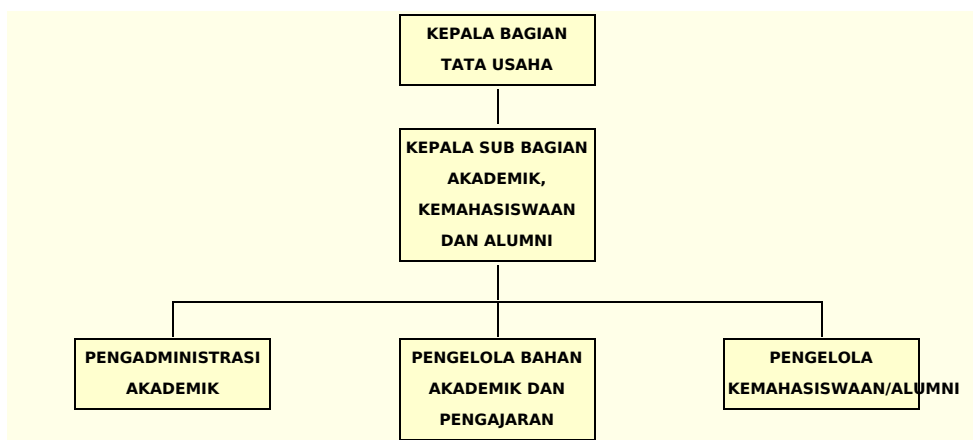 KEPALA BAGIAN
TATA USAHA
KEPALA SUB BAGIAN
AKADEMIK,
KEMAHASISWAAN
DAN ALUMNI
PENGADMINISTRASI
AKADEMIK
PENGELOLA BAHAN
AKADEMIK DAN
PENGAJARAN
PENGELOLA
KEMAHASISWAAN/ALUMNI